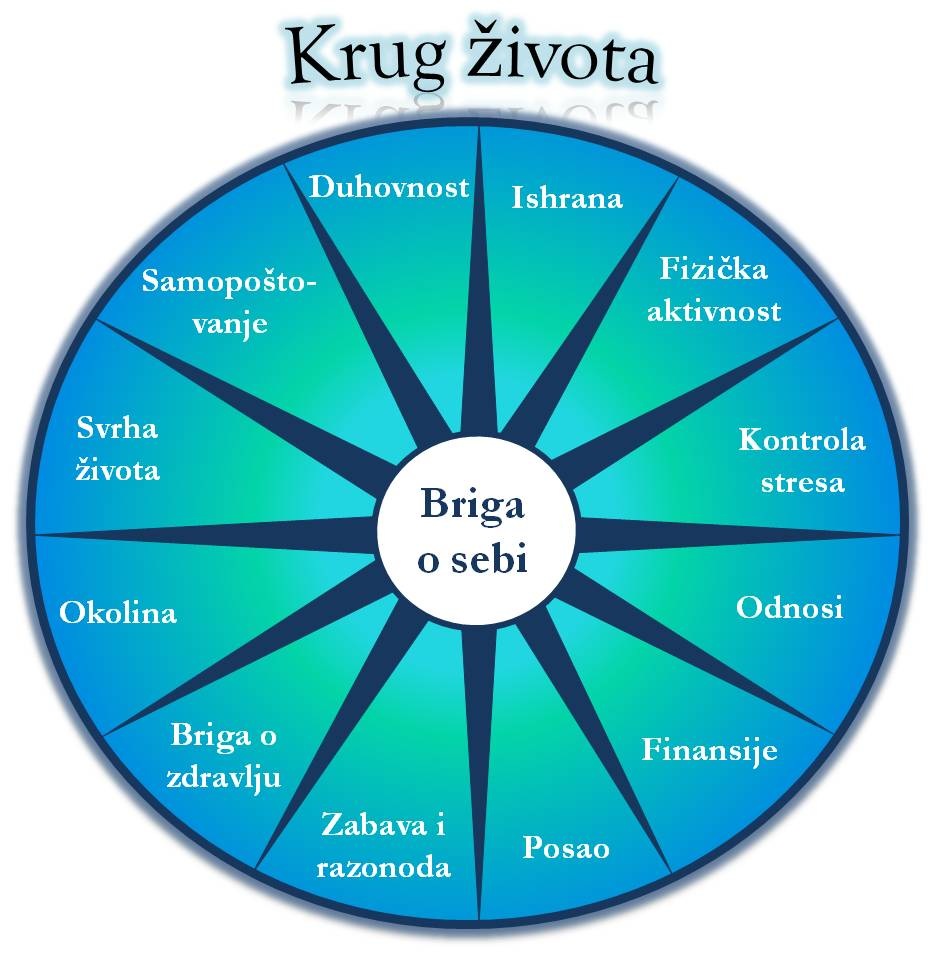 Krug života
Duhovnost
Ishrana
Fizička
aktivnost
Kontrola
stresa
Odnosi
Finansije
Posao
Zabava i
razonoda
Briga o
zdravlju
Okolina
Svrha
života
Samopošto-
vanje
Briga
o sebi